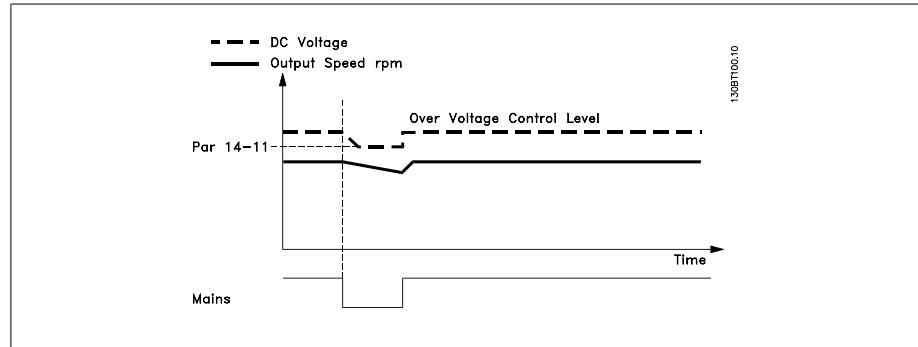 DC Voltage
Output Speed rpm
130BT100.10
Over Voltage Control Level
Par 14-11
Time
Mains